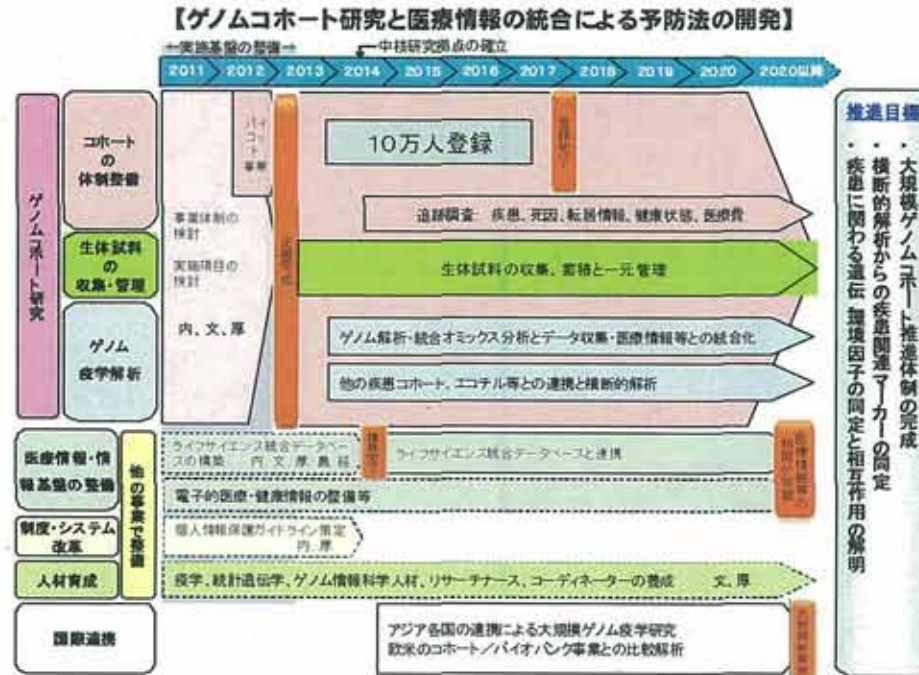 【ゲノムコホート研究と医療情報の統合による予防法の開発】
実施基盤の整備
中核研究拠点の確立
2011
2012
2013
2014
2015
2016
2017
2018
2019
2020
2020以降
ゲノムコホート研究
コホート
の
体制整備
生体試料
の
収集・管理
ゲノム
疫学解析
パイロット事業
事業体制の
検討
実施項目の
検討
内、文、厚
10万人登録
追跡調査 疾患、死因、転居情報、健康状態、医療費
生体試料の収集、蓄積と一元管理
ゲノム解析・統合オミックス分析とデータ収集・医療情報等との統合化
他の疾患コホート、エコチル等との連携と横断的解析
医療情報・情
報基盤の整備
制度・システム
改革
人材育成
他の事業で整備
ライフサイエンス統合データベー
スの構築 内、文、厚、農、経
ライフサイエンス統合データベースと連携
電子的医療・健康情報の整備等
個人情報保護ガイドライン策定
内、厚
疫学、統計遺伝学、ゲノム情報科学人材、リサーチナース、コーディネーターの養成 文、厚
国際連携
アジア各国の連携による大規模ゲノム疫学研究
欧米のコホート／バイオバンク事業との比較解析
推進目標
・大規模ゲノムコホート推進体制の完成
・横断的解析からの疾患関連マーカーの同定
・疾患に関わる遺伝・環境因子の同定と相互作用の解明